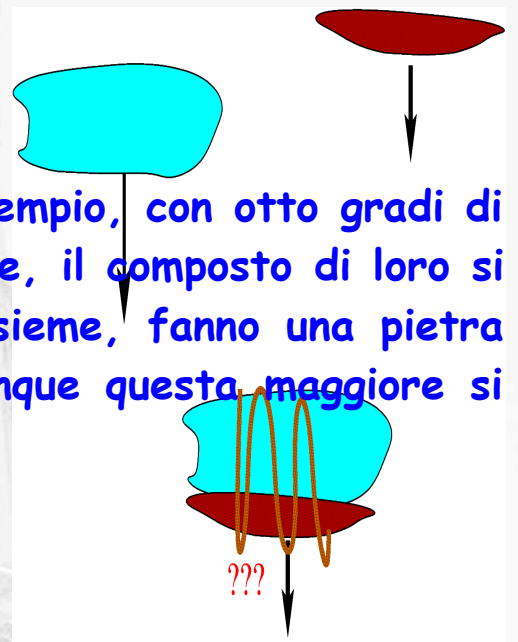 empio, con otto gradi di
e, il composto di loro si
sieme, fanno una pietra
nque questa maggiore si
???